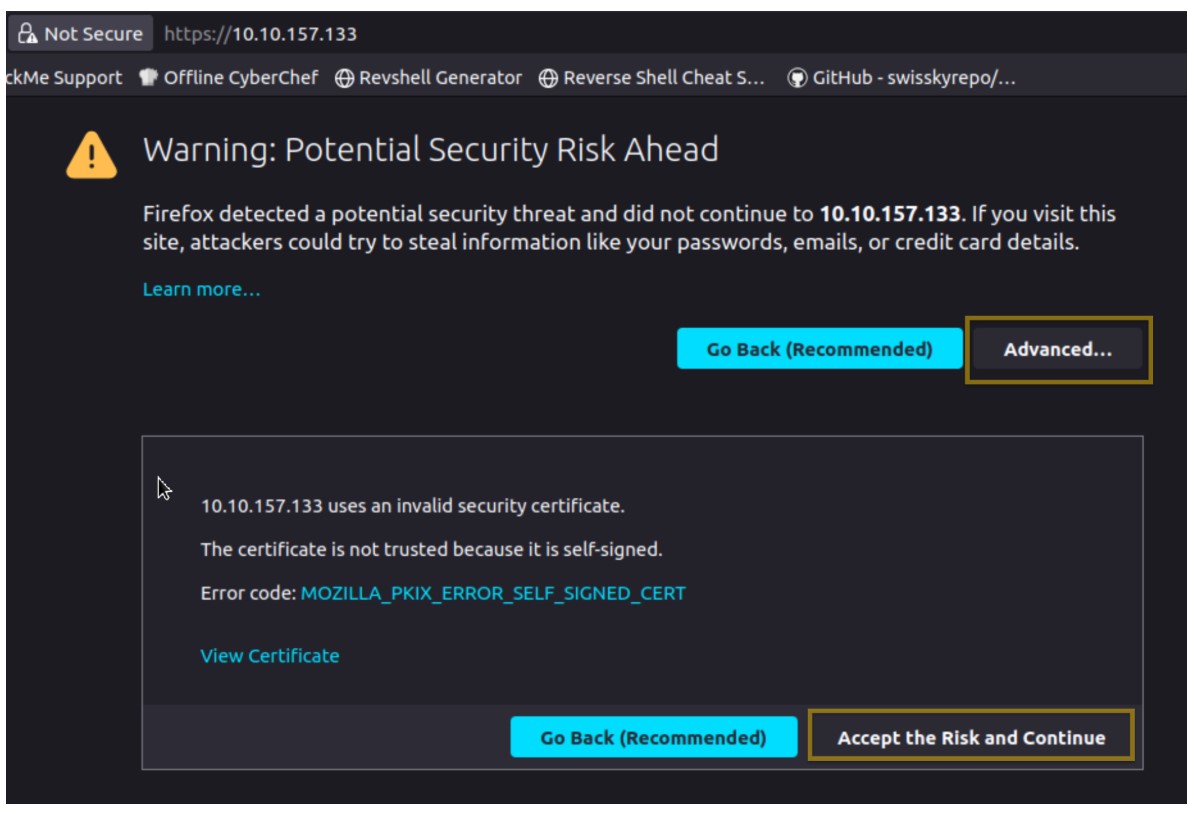 Not Secure https://10.10.157.133
ckMe Support Offline CyberChef Revshell Generator Reverse Shell Cheat S... GitHub - swisskyrepo/...
Warning: Potential Security Risk Ahead
Firefox detected a potential security threat and did not continue to 10.10.157.133. If you visit this
site, attackers could try to steal information like your passwords, emails, or credit card details.
Learn more...
Go Back (Recommended) Advanced...
10.10.157.133 uses an invalid security certificate.
The certificate is not trusted because it is self-signed.
Error code: MOZILLA_PKIX_ERROR_SELF_SIGNED_CERT
View Certificate
Go Back (Recommended) Accept the Risk and Continue